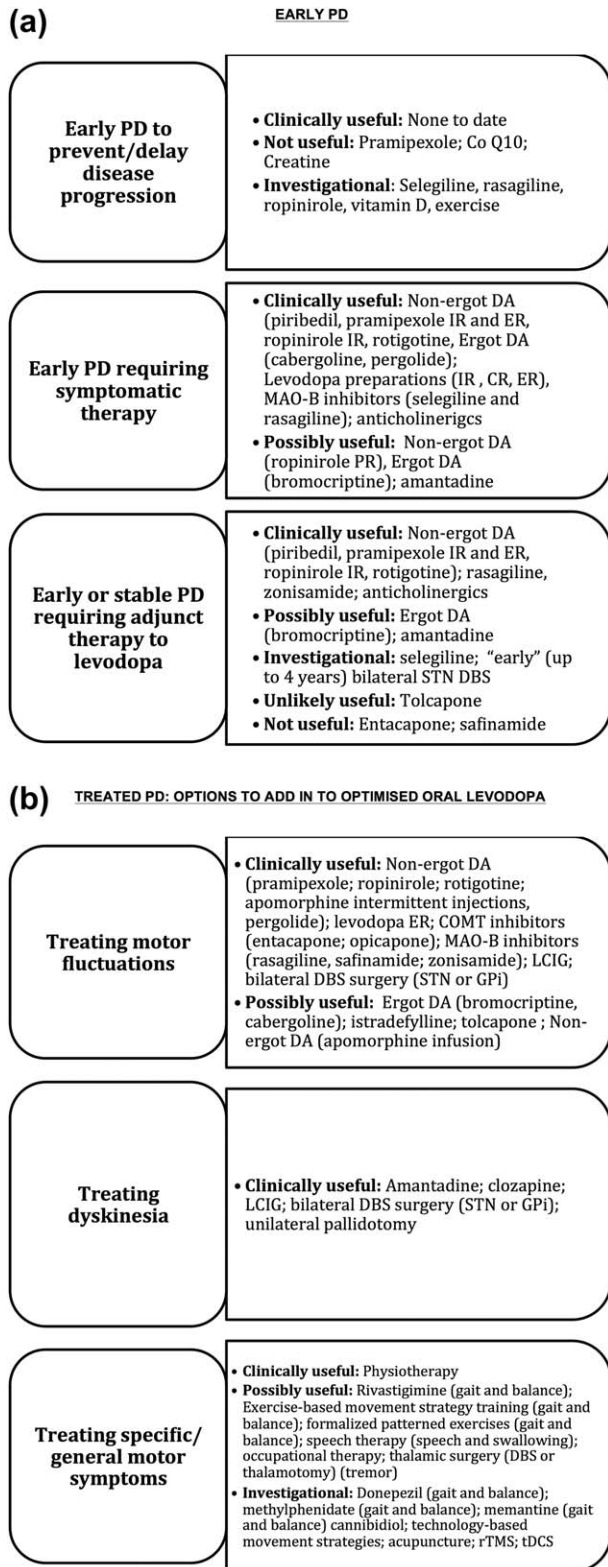 (a)
EARLY PD
Early PD to
prevent/delay
disease
progression
• Clinically useful: None to date
• Not useful: Pramipexole; Co Q10;
Creatine
• Investigational: Selegiline, rasagiline,
ropinirole, vitamin D, exercise
Early PD requiring
symptomatic
therapy
• Clinically useful: Non-ergot DA
(piribedil, pramipexole IR and ER,
ropinirole IR, rotigotine, Ergot DA
(cabergoline, pergolide);
Levodopa preparations (IR , CR, ER),
MAO-B inhibitors (selegiline and
rasagiline); anticholinerigcs
• Possibly useful: Non-ergot DA
(ropinirole PR), Ergot DA
(bromocriptine); amantadine
Early or stable PD
requiring adjunct
therapy to
levodopa
• Clinically useful: Non-ergot DA
(piribedil, pramipexole IR and ER,
ropinirole IR, rotigotine); rasagiline,
zonisamide; anticholinergics
• Possibly useful: Ergot DA
(bromocriptine); amantadine
• Investigational: selegiline; “early” (up
to 4 years) bilateral STN DBS
• Unlikely useful: Tolcapone
• Not useful: Entacapone; safinamide
(b)
TREATED PD: OPTIONS TO ADD IN TO OPTIMISED ORAL LEVODOPA
Treating motor
fluctuations
• Clinically useful: Non-ergot DA
(pramipexole; ropinirole; rotigotine;
apomorphine intermittent injections,
pergolide); levodopa ER; COMT inhibitors
(entacapone; opicapone); MAO-B inhibitors
(rasagiline, safinamide; zonisamide); LCIG;
bilateral DBS surgery (STN or GPi)
• Possibly useful: Ergot DA (bromocriptine,
cabergoline); istradefylline; tolcapone ; Non-
ergot DA (apomorphine infusion)
Treating
dyskinesia
• Clinically useful: Amantadine; clozapine;
LCIG; bilateral DBS surgery (STN or GPi);
unilateral pallidotomy
Treating specific/
general motor
symptoms
• Clinically useful: Physiotherapy
• Possibly useful: Rivastigimine (gait and balance);
Exercise-based movement strategy training (gait and
balance); formalized patterned exercises (gait and
balance); speech therapy (speech and swallowing);
occupational therapy; thalamic surgery (DBS or
thalamotomy) (tremor)
• Investigational: Donepezil (gait and balance);
methylphenidate (gait and balance); memantine (gait
and balance) cannibidiol; technology-based
movement strategies; acupuncture; rTMS; tDCS